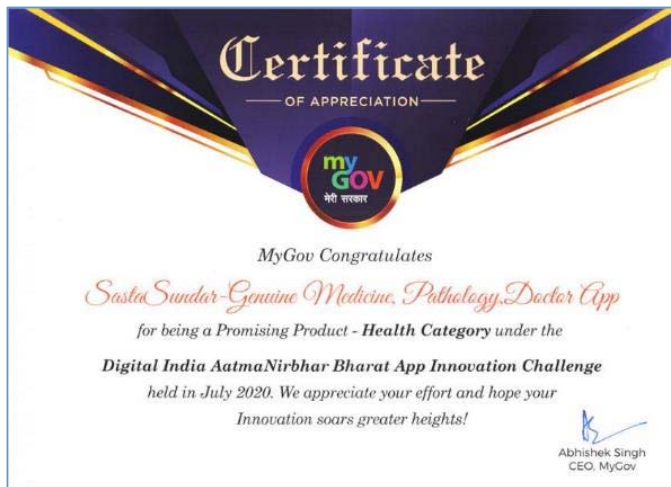 Certificate
OF APPRECIATION
my
GOV
मेरी सरकार
MyGov Congratulates
SastaSundar-Genuine Medicine, Pathology,Doctor App
for being a Promising Product - Health Category under the
Digital India AatmaNirbhar Bharat App Innovation Challenge
held in July 2020. We appreciate your effort and hope your
Innovation soars greater heights!
Abhishek Singh
CEO, MyGov